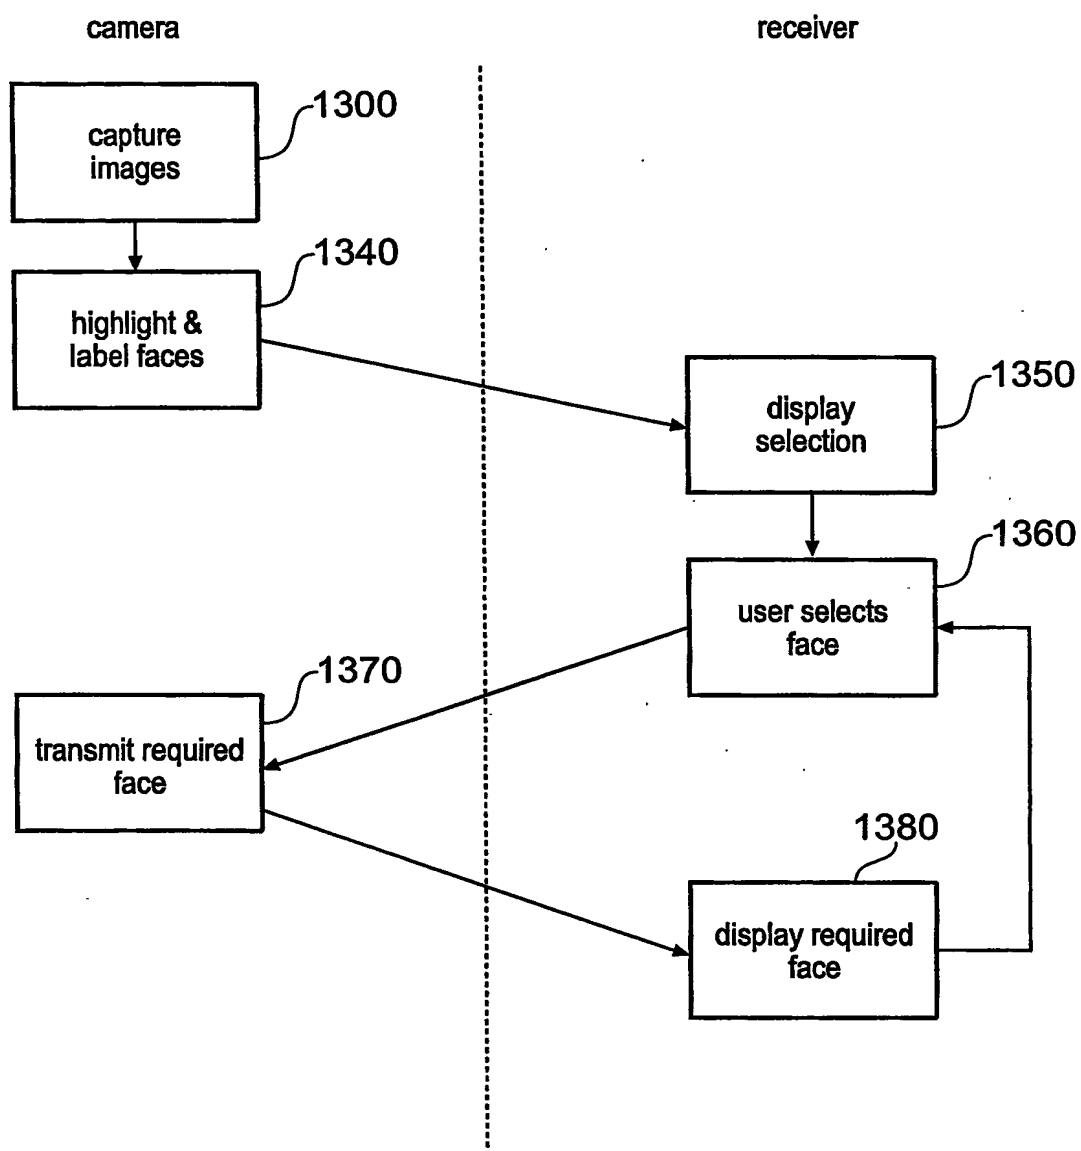 camera
receiver
1300
capture
images
1340
highlight &
label faces
1350
display
selection
1360
user selects
face
1370
transmit required
face
1380
display required
face